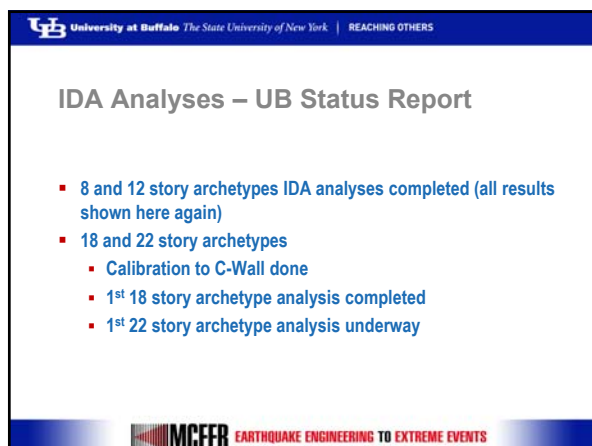 UB University at Buffalo The State University of New York | REACHING OTHERS
IDA Analyses – UB Status Report
▪ 8 and 12 story archetypes IDA analyses completed (all results
shown here again)
▪ 18 and 22 story archetypes
▪ Calibration to C-Wall done
▪ 1st 18 story archetype analysis completed
▪ 1st 22 story archetype analysis underway
MCEER EARTHQUAKE ENGINEERING TO EXTREME EVENTS